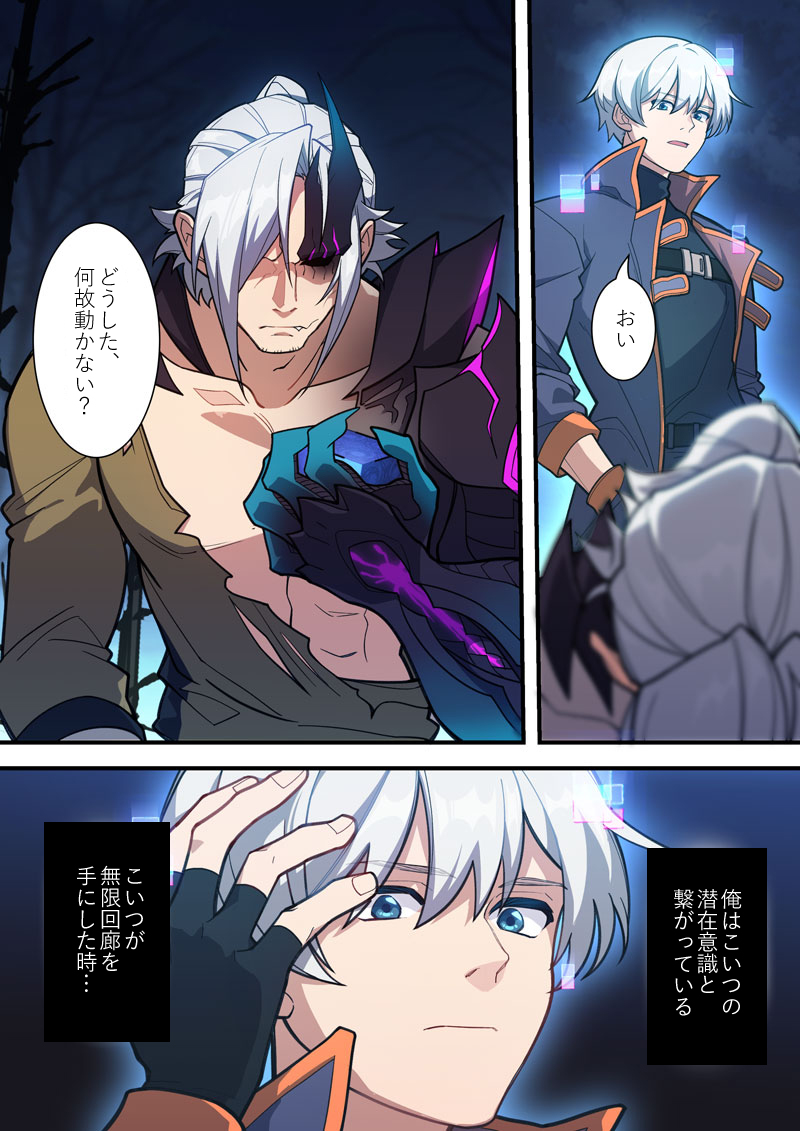 おい
どうした、
何故動かない？
俺はこいつの
潜在意識と
繋がっている
こいつが
無限回廊を
手にした時…